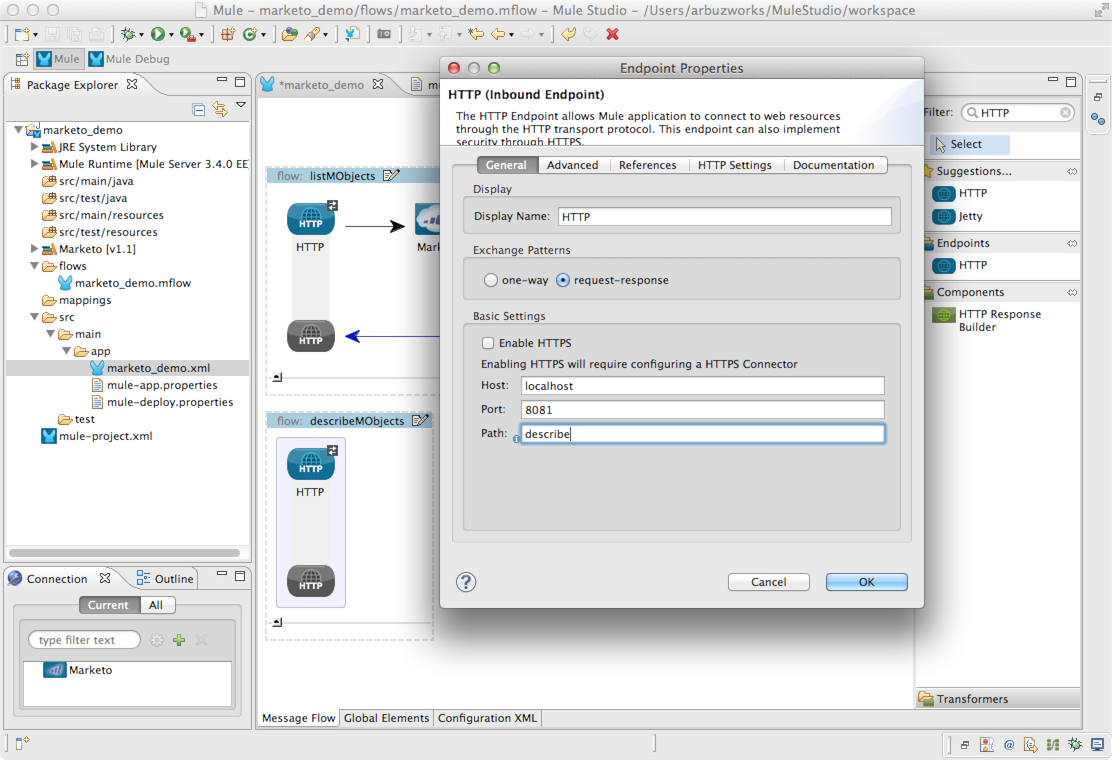 Mule – marketo_demo/flows/marketo_demo.mflow – Mule Studio – /Users/arbuzworks/MuleStudio/workspace
Mule
Mule Debug
Package Explorer
marketo_demo
JRE System Library
Mule Runtime [Mule Server 3.4.0 EE
src/main/java
src/test/java
src/main/resources
src/test/resources
Marketo [v1.1]
flows
marketo_demo.mflow
mappings
src
main
app
marketo_demo.xml
mule-app.properties
mule-deploy.properties
test
mule-project.xml
Connection
Outline
Current
All
type filter text
Marketo
*marketo_demo
flow: listMObjects
HTTP
HTTP
Mark
HTTP
flow: describeMObjects
HTTP
HTTP
HTTP
Message Flow
Global Elements
Configuration XML
Endpoint Properties
HTTP (Inbound Endpoint)
The HTTP Endpoint allows Mule application to connect to web resources
through the HTTP transport protocol. This endpoint can also implement
security through HTTPS.
General
Advanced
References
HTTP Settings
Documentation
Display
Display Name:
HTTP
Exchange Patterns
one-way
request-response
Basic Settings
Enable HTTPS
Enabling HTTPS will require configuring a HTTPS Connector
Host:
localhost
Port:
8081
Path:
describe
?
Cancel
OK
Filter:
HTTP
Select
Suggestions...
HTTP
Jetty
Endpoints
HTTP
Components
HTTP Response
Builder
Transformers